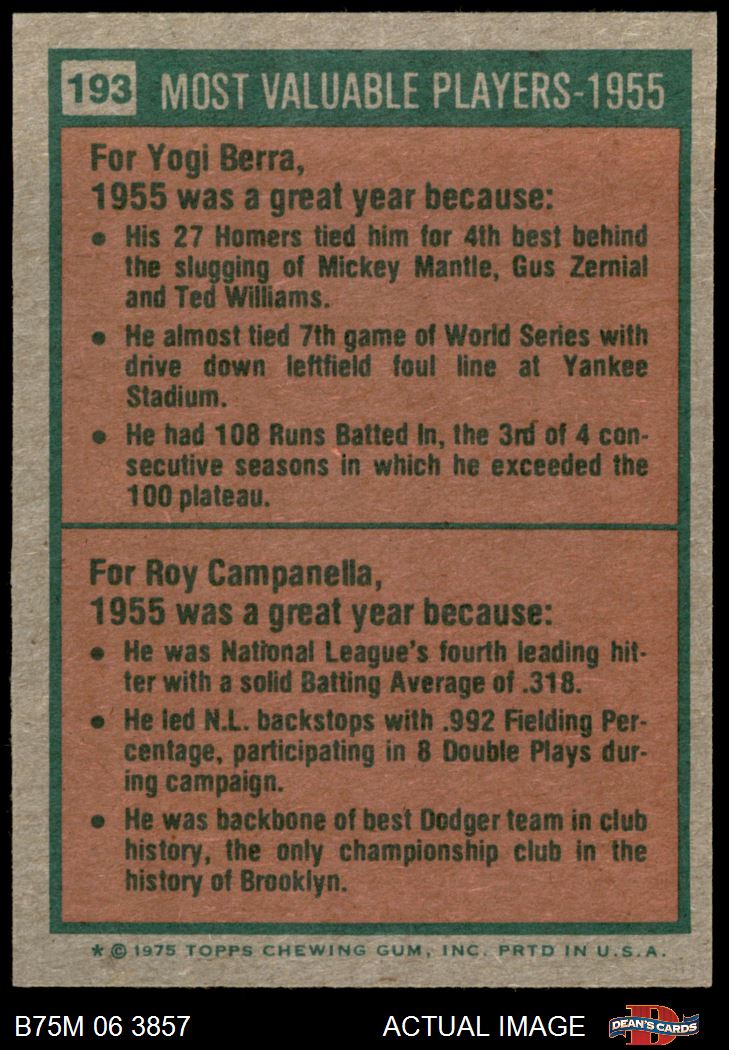 193 MOST VALUABLE PLAYERS-1955
For Yogi Berra,
1955 was a great year because:
● His 27 Homers tied him for 4th best behind
the slugging of Mickey Mantle, Gus Zernial
and Ted Williams.
● He almost tied 7th game of World Series with
drive down leftfield foul line at Yankee
Stadium.
● He had 108 Runs Batted In, the 3rd of 4 con-
secutive seasons in which he exceeded the
100 plateau.
For Roy Campanella,
1955 was a great year because:
● He was National League's fourth leading hit-
ter with a solid Batting Average of .318.
● He led N.L. backstops with .992 Fielding Per-
centage, participating in 8 Double Plays dur-
ing campaign.
● He was backbone of best Dodger team in club
history, the only championship club in the
history of Brooklyn.
* © 1975 TOPPS CHEWING GUM, INC. PRTD IN U.S.A.
B75M 06 3857 ACTUAL IMAGE D DEAN'S CARDS